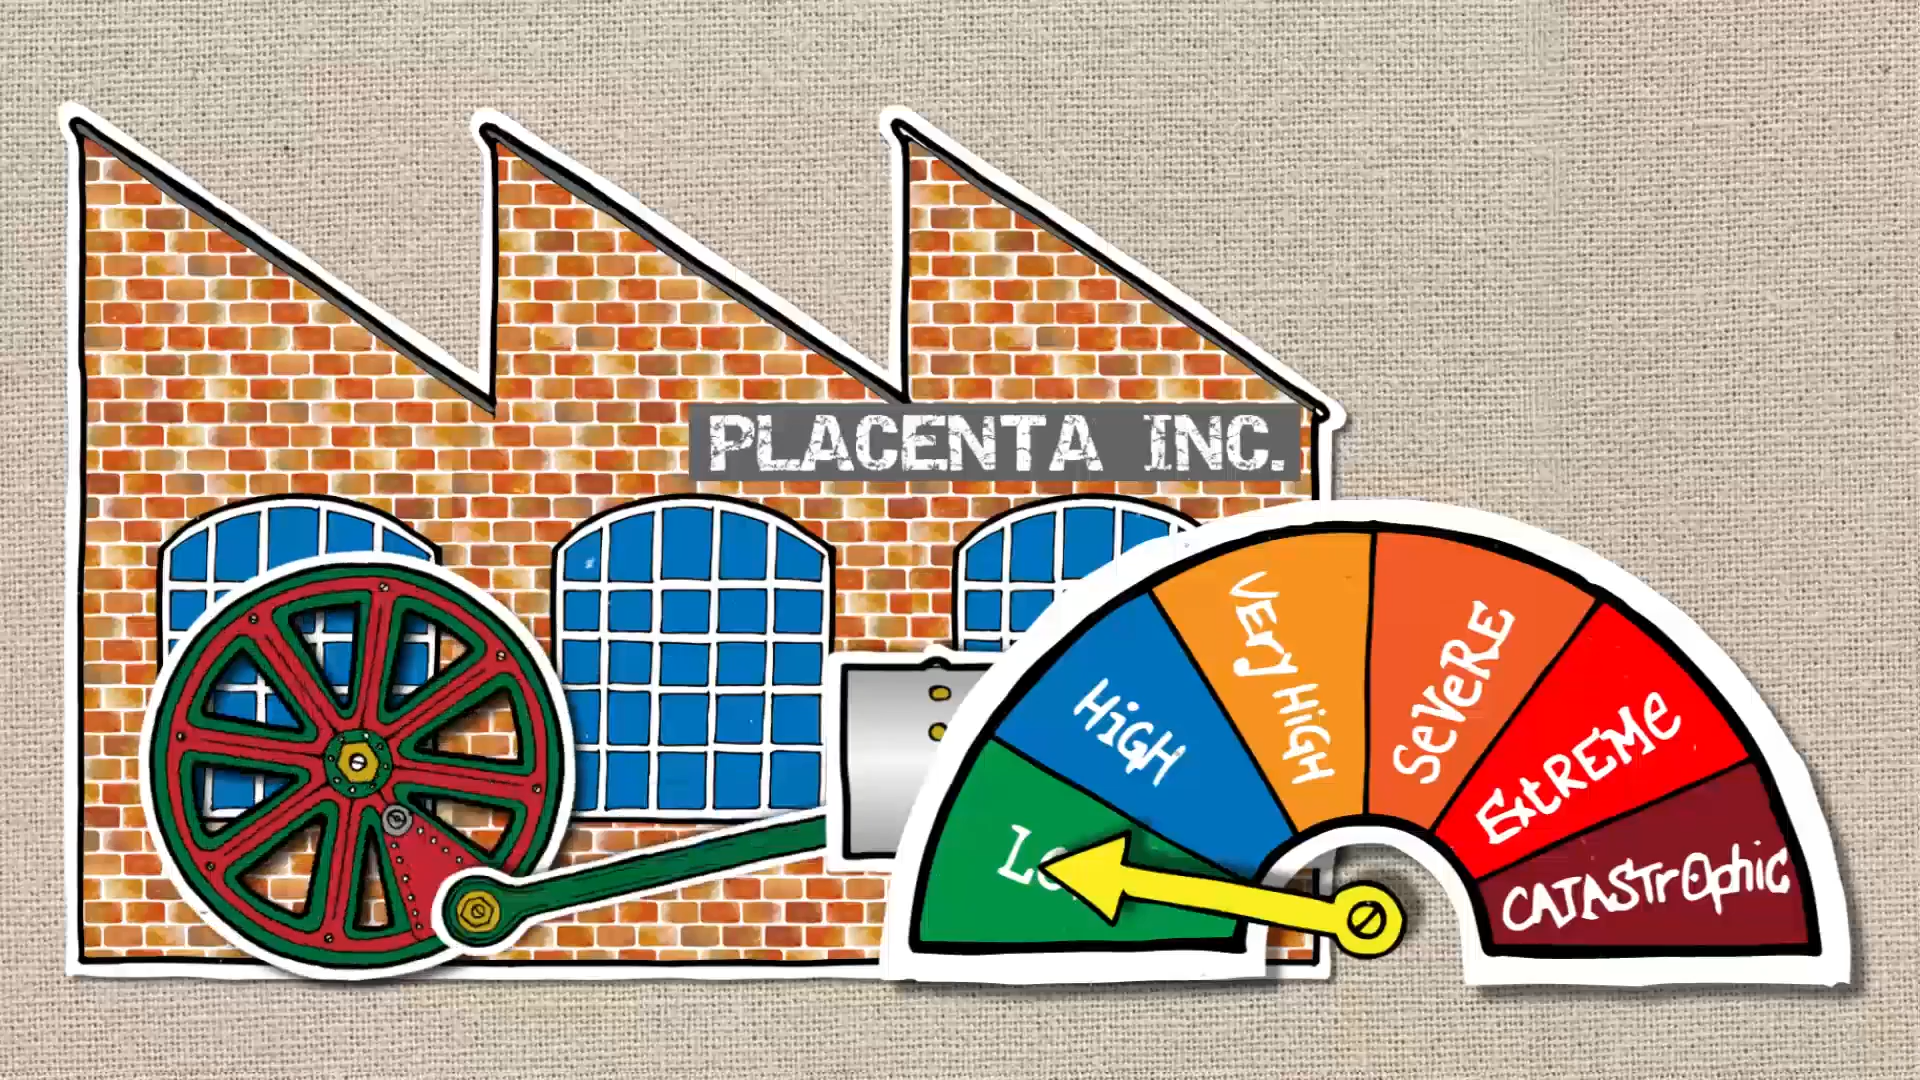 PLACENTA INC.
HiGH
VERY HiGH
SEVERE
EXTREME
CATASTrOphic